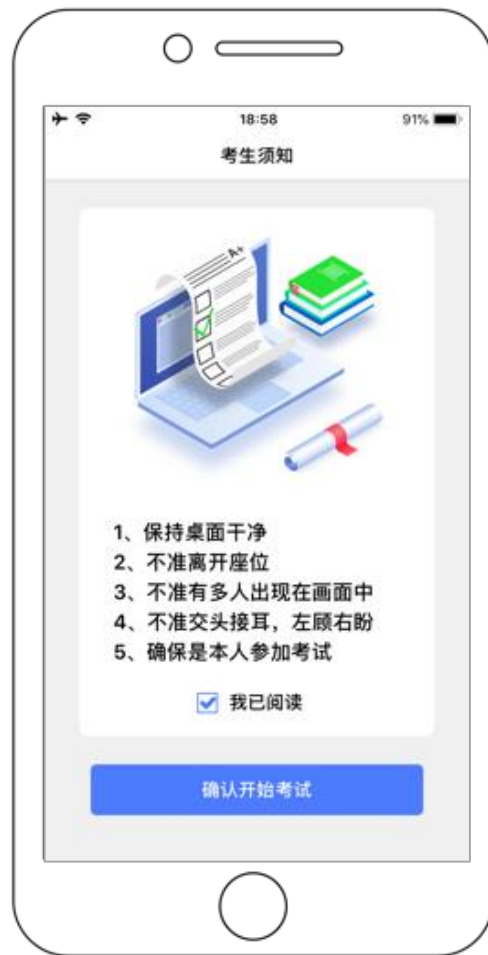 18:58
91%
考生须知
A+
1、保持桌面干净
2、不准离开座位
3、不准有多人出现在画面中
4、不准交头接耳，左顾右盼
5、确保是本人参加考试
我已阅读
确认开始考试